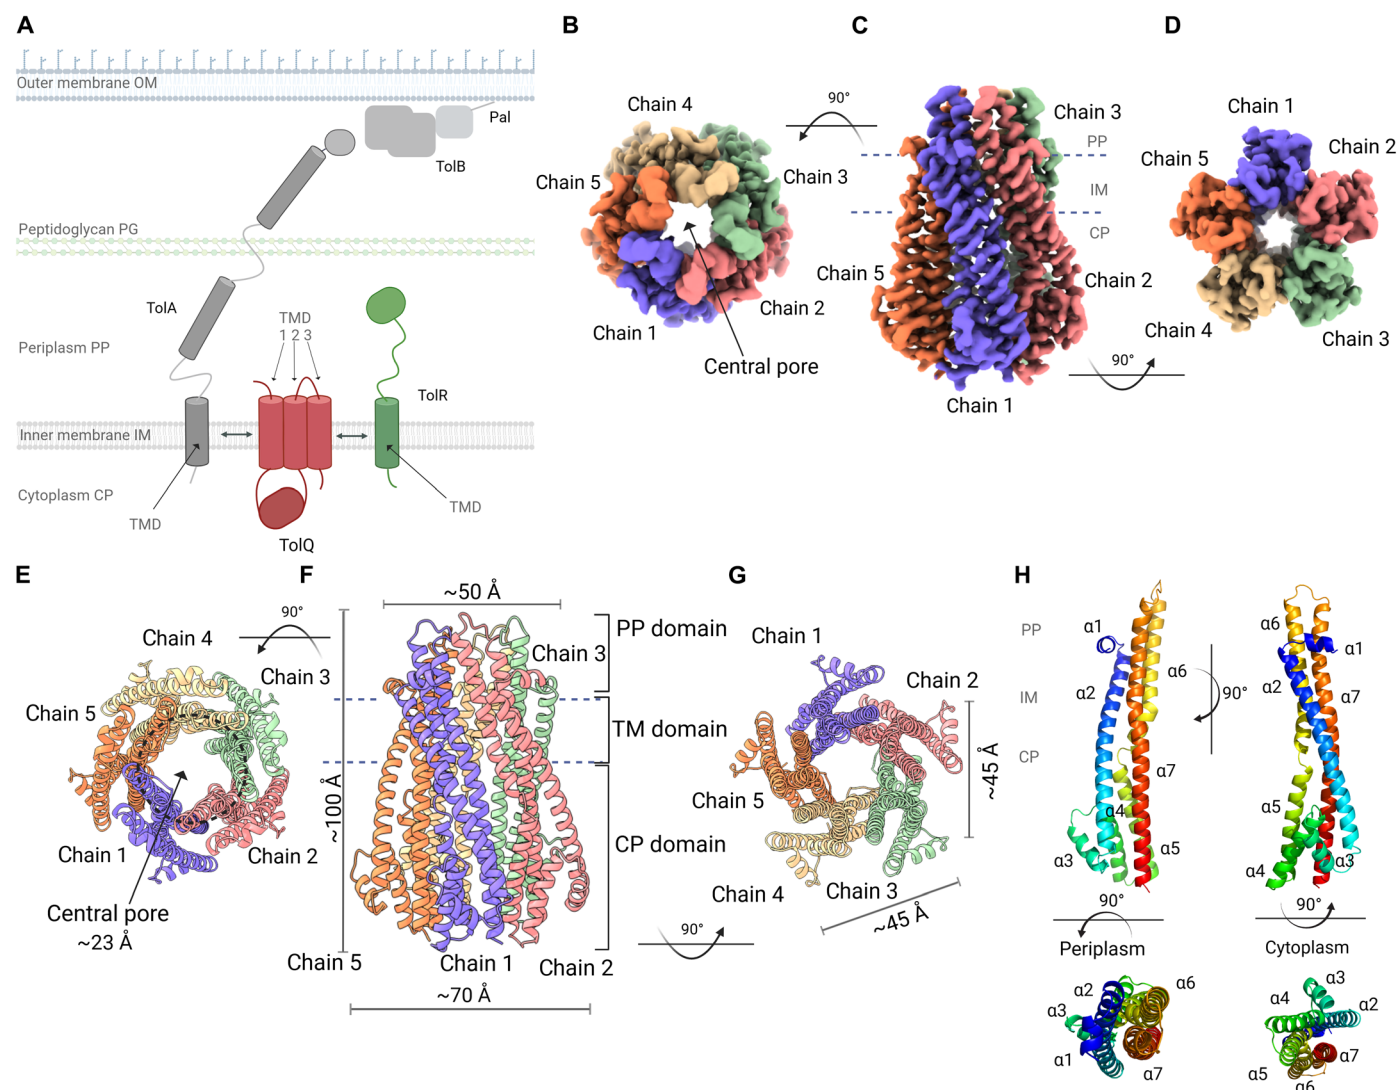 A
Outer membrane OM
Pal
TolB
Peptidoglycan PG
TolA
TMD
1 2 3
Periplasm PP
TolR
Inner membrane IM
Cytoplasm CP
TMD
TMD
TolQ
B
Chain 4
90°
Chain 5
Chain 3
Chain 2
Chain 1
Central pore
C
Chain 3
PP
IM
CP
Chain 5
Chain 2
Chain 1
90°
D
Chain 1
Chain 2
Chain 5
Chain 4
Chain 3
E
Chain 4
90°
Chain 3
Chain 5
Chain 1
Chain 2
Central pore
~23 Å
F
~50 Å
PP domain
Chain 3
TM domain
~100 Å
CP domain
Chain 5
Chain 1
Chain 2
~70 Å
90°
G
Chain 1
Chain 2
~45 Å
Chain 5
Chain 4
Chain 3
~45 Å
H
PP
α1
α6
IM
α2
CP
α7
α4
α3
α5
90°
α6
α1
α2
α7
α5
α4
α3
90°
Periplasm
90°
Cytoplasm
α2
α6
α3
α1
α7
α3
α4
α2
α7
α5
α6